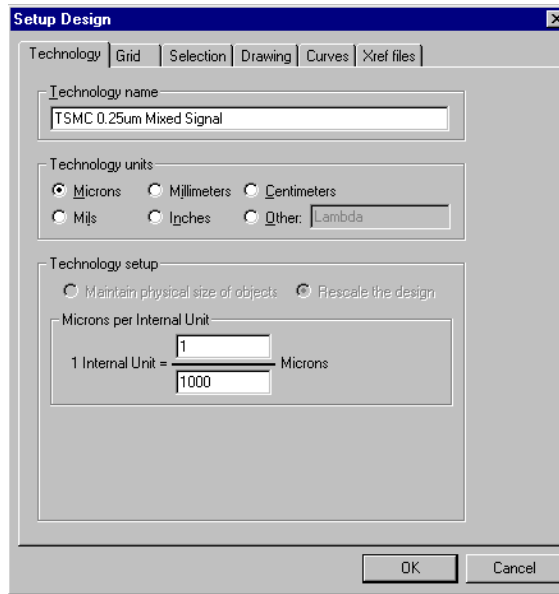 Setup Design
Technology Grid Selection Drawing Curves Xref files
Technology name
TSMC 0.25um Mixed Signal
Technology units
Microns Millimeters Centimeters
Mils Inches Other: Lambda
Technology setup
Maintain physical size of objects Rescale the design
Microns per Internal Unit
1
1 Internal Unit = Microns
1000
OK Cancel